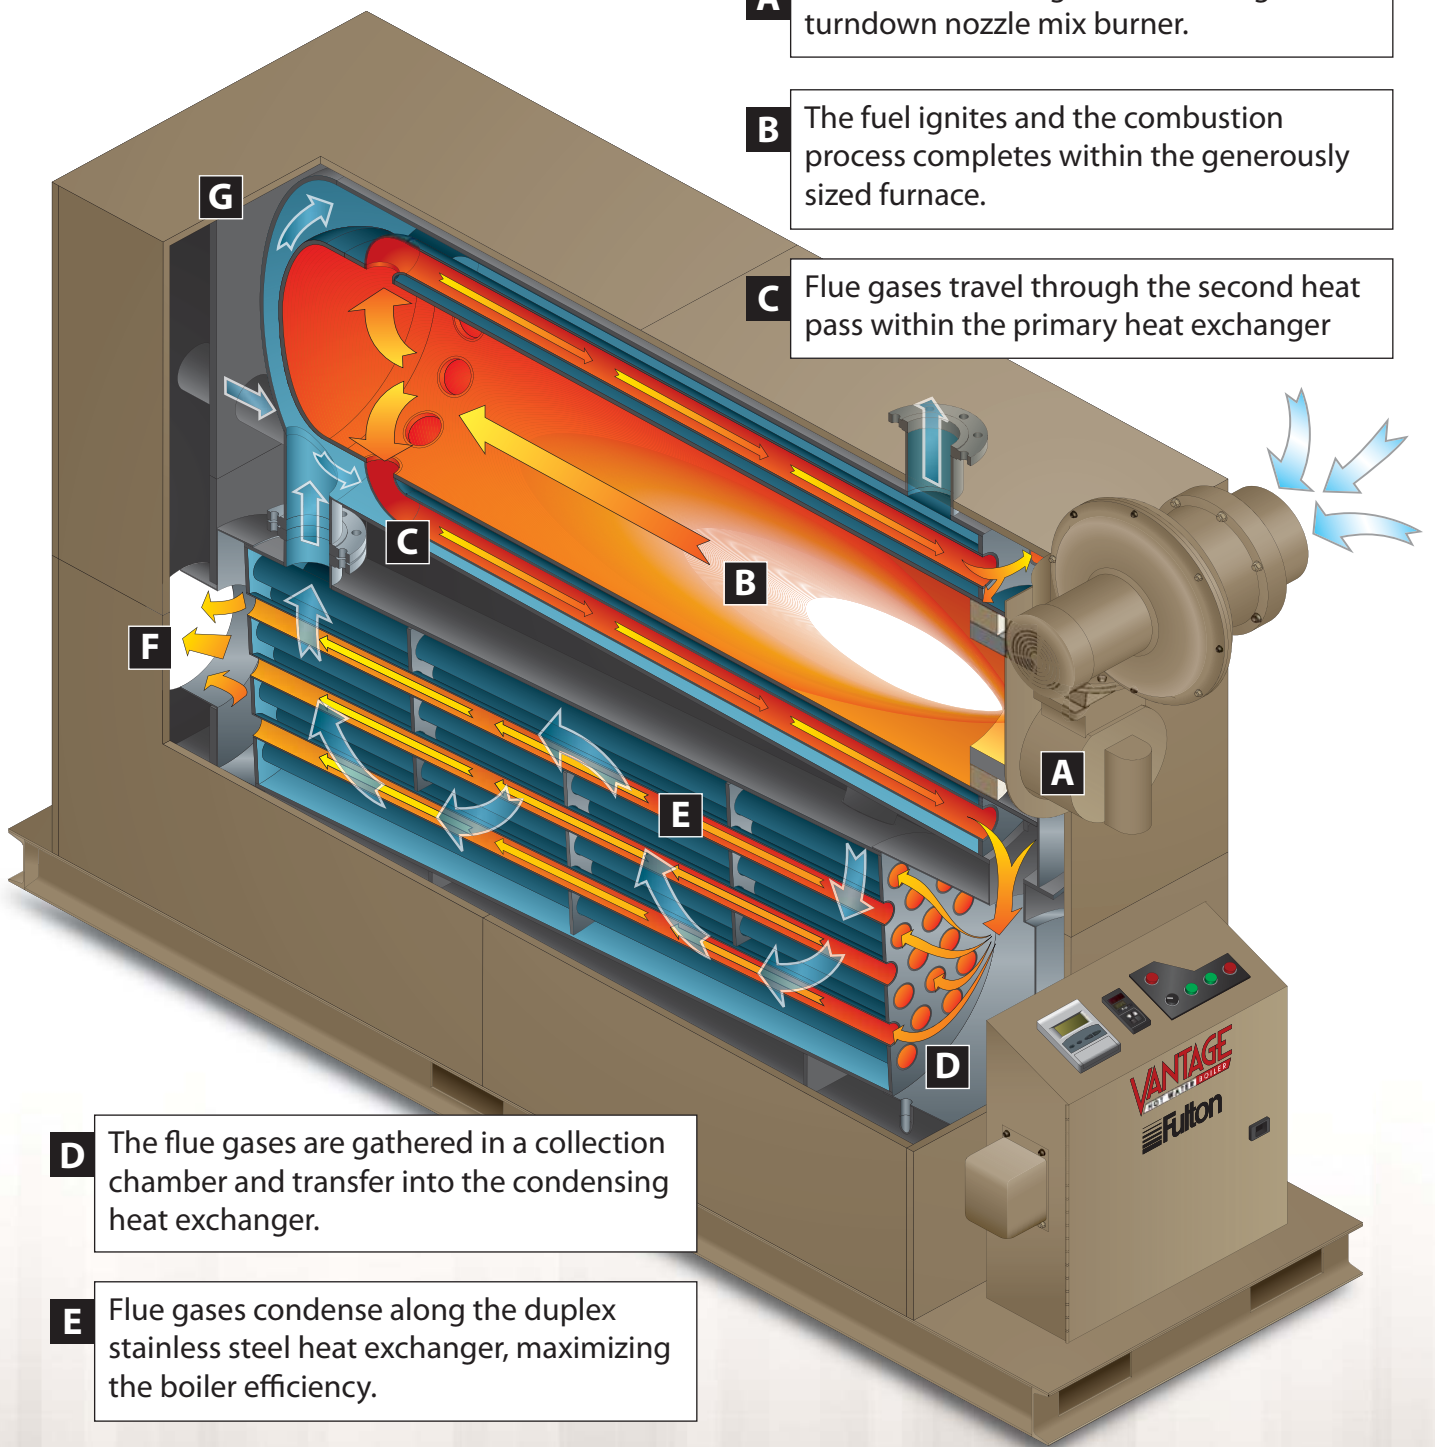 A
turndown nozzle mix burner.
B
The fuel ignites and the combustion
process completes within the generously
sized furnace.
C
Flue gases travel through the second heat
pass within the primary heat exchanger
G
C
B
F
A
E
D
VANTAGE
HOT WATER BOILER
Fulton
D
The flue gases are gathered in a collection
chamber and transfer into the condensing
heat exchanger.
E
Flue gases condense along the duplex
stainless steel heat exchanger, maximizing
the boiler efficiency.